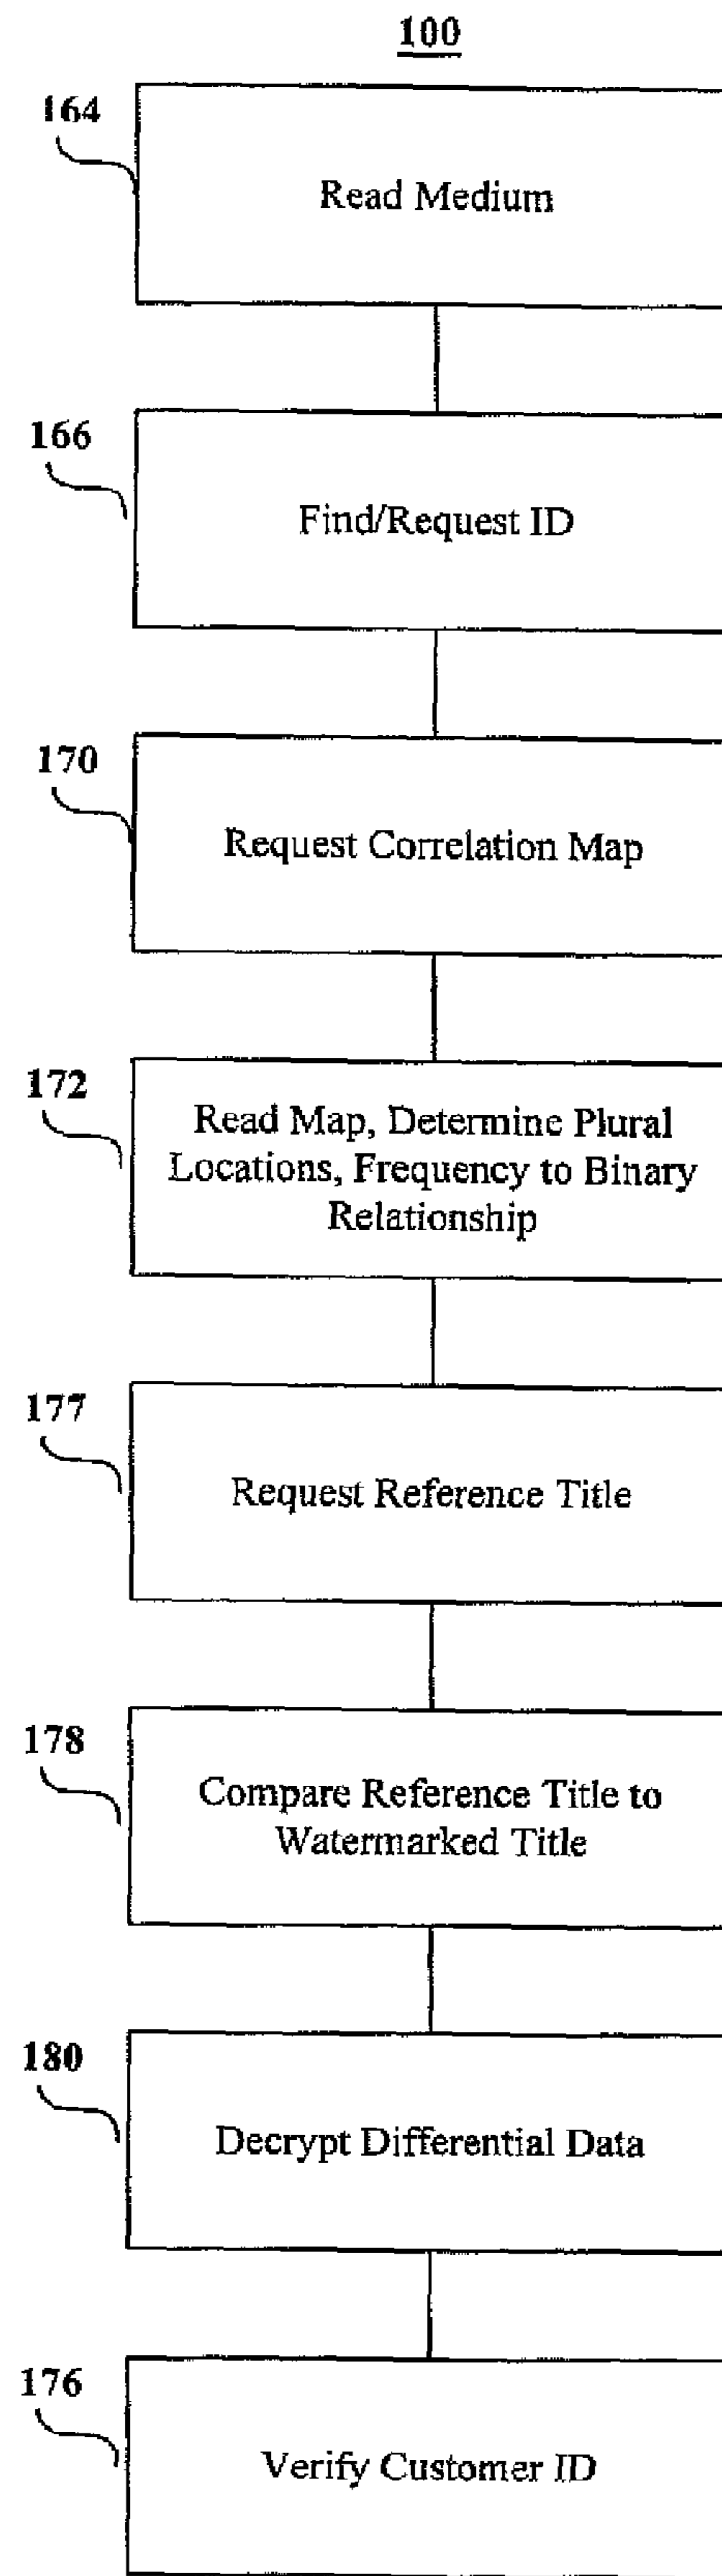 100
164
Read Medium
166
Find/Request ID
170
Request Correlation Map
172
Read Map, Determine Plural
Locations, Frequency to Binary
Relationship
177
Request Reference Title
178
Compare Reference Title to
Watermarked Title
180
Decrypt Differential Data
176
Verify Customer ID